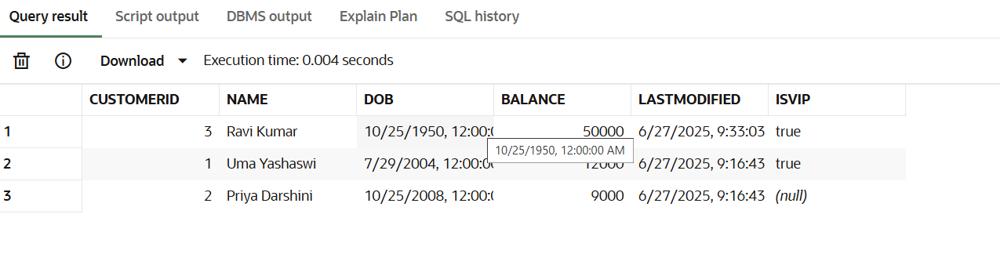 Query result Script output DBMS output Explain Plan SQL history
Download Execution time: 0.004 seconds
CUSTOMERID NAME DOB BALANCE LASTMODIFIED ISVIP
1 3 Ravi Kumar 10/25/1950, 12:00:0 50000 6/27/2025, 9:33:03 true
10/25/1950, 12:00:00 AM
2 1 Uma Yashaswi 7/29/2004, 12:00:0 12000 6/27/2025, 9:16:43 true
3 2 Priya Darshini 10/25/2008, 12:00:0 9000 6/27/2025, 9:16:43 (null)